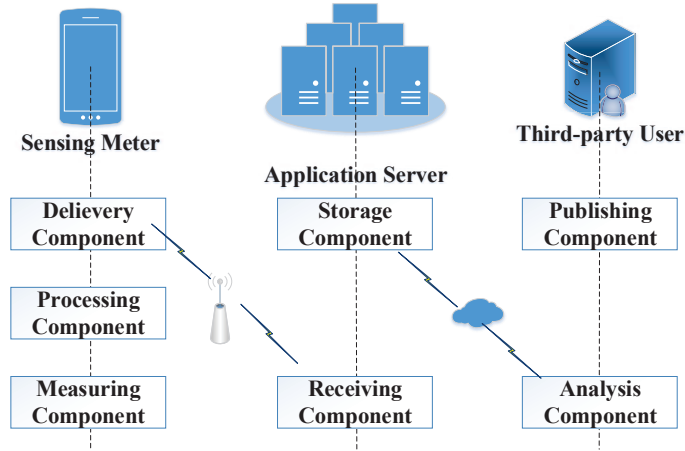 Sensing Meter
Application Server
Third-party User
Delievery
Component
Storage
Component
Publishing
Component
Processing
Component
Measuring
Component
Receiving
Component
Analysis
Component